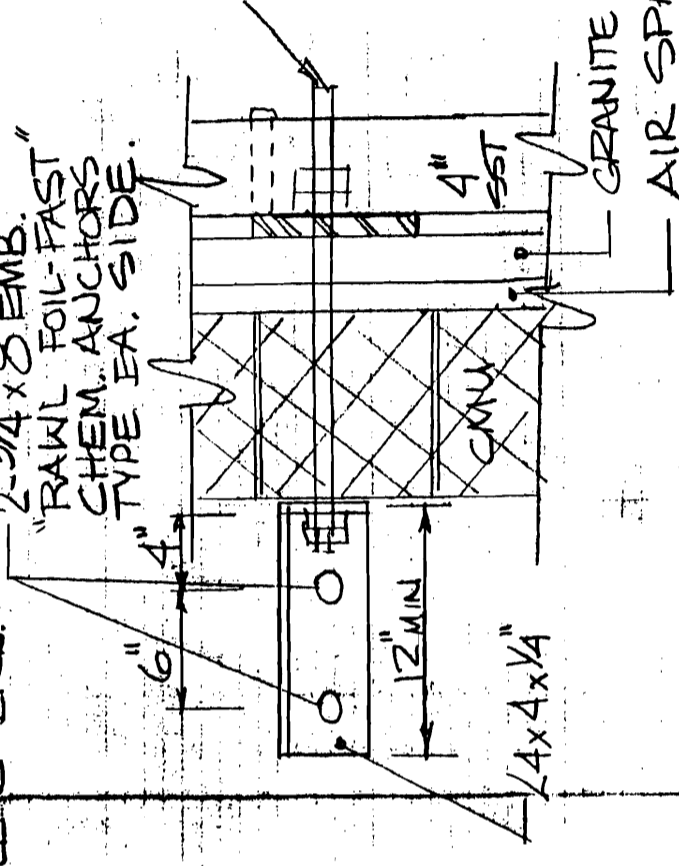 2-3/4 x 8 EMB.
"RAWL FOIL-FAST"
CHEM. ANCHORS
TYPE EA. SIDE.
4"
6"
12" MIN
L4x4x1/4"
CMU
4"
SST
GRANITE
AIR